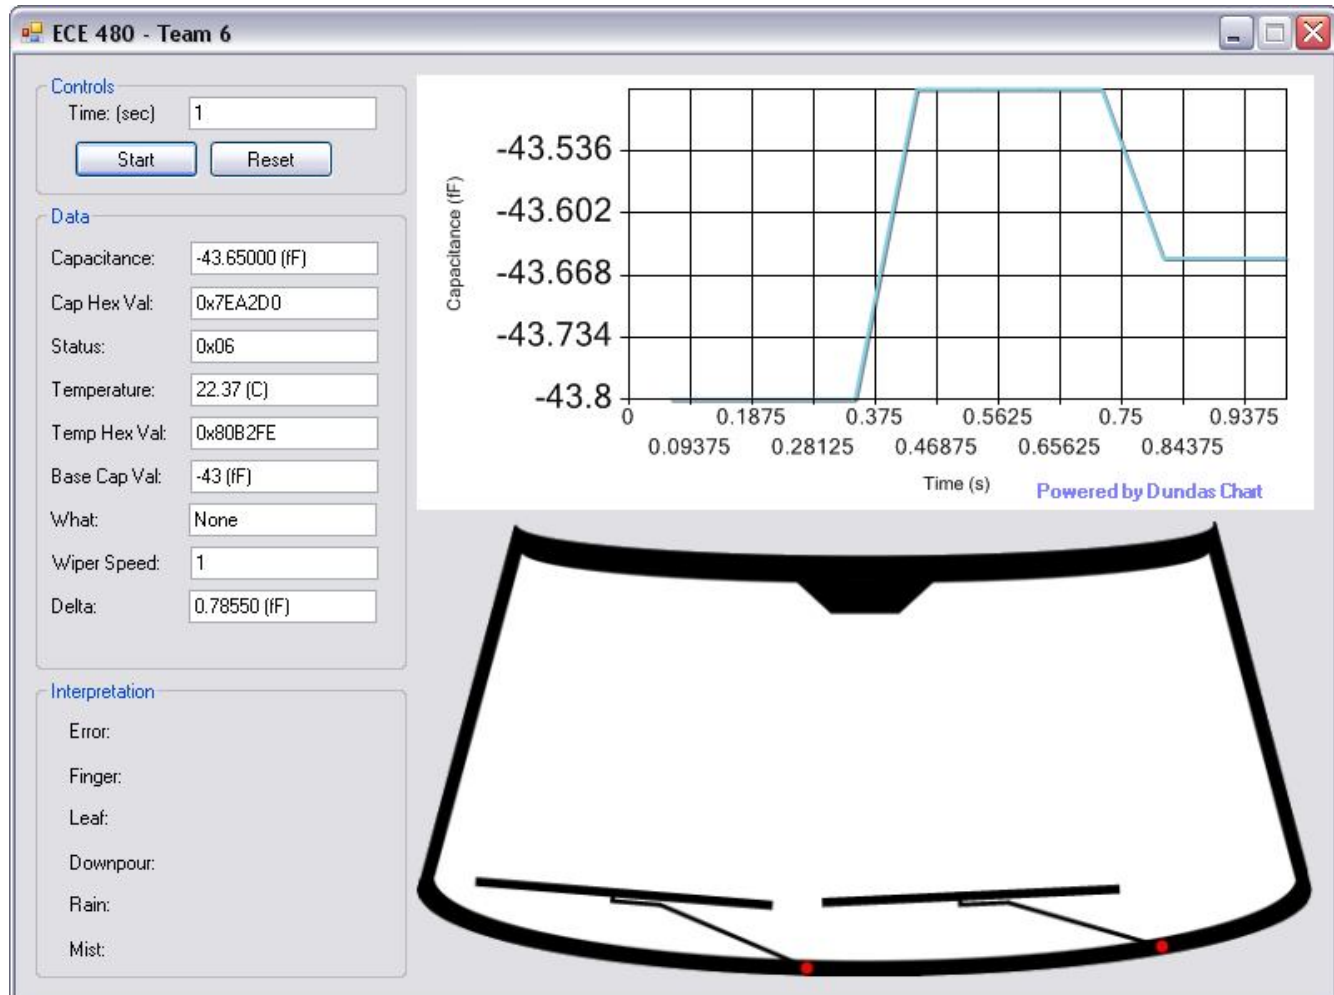 ECE 480 - Team 6
Controls
Time: (sec) 1
Start Reset
Data
Capacitance: -43.65000 (fF)
Cap Hex Val: 0x7EA2D0
Status: 0x06
Temperature: 22.37 (C)
Temp Hex Val: 0x80B2FE
Base Cap Val: -43 (fF)
What: None
Wiper Speed: 1
Delta: 0.78550 (fF)
Interpretation
Error:
Finger:
Leaf:
Downpour:
Rain:
Mist:
Capacitance (fF)
-43.536
-43.602
-43.668
-43.734
-43.8
0 0.1875 0.375 0.5625 0.75 0.9375
0.09375 0.28125 0.46875 0.65625 0.84375
Time (s)
Powered by Dundas Chart